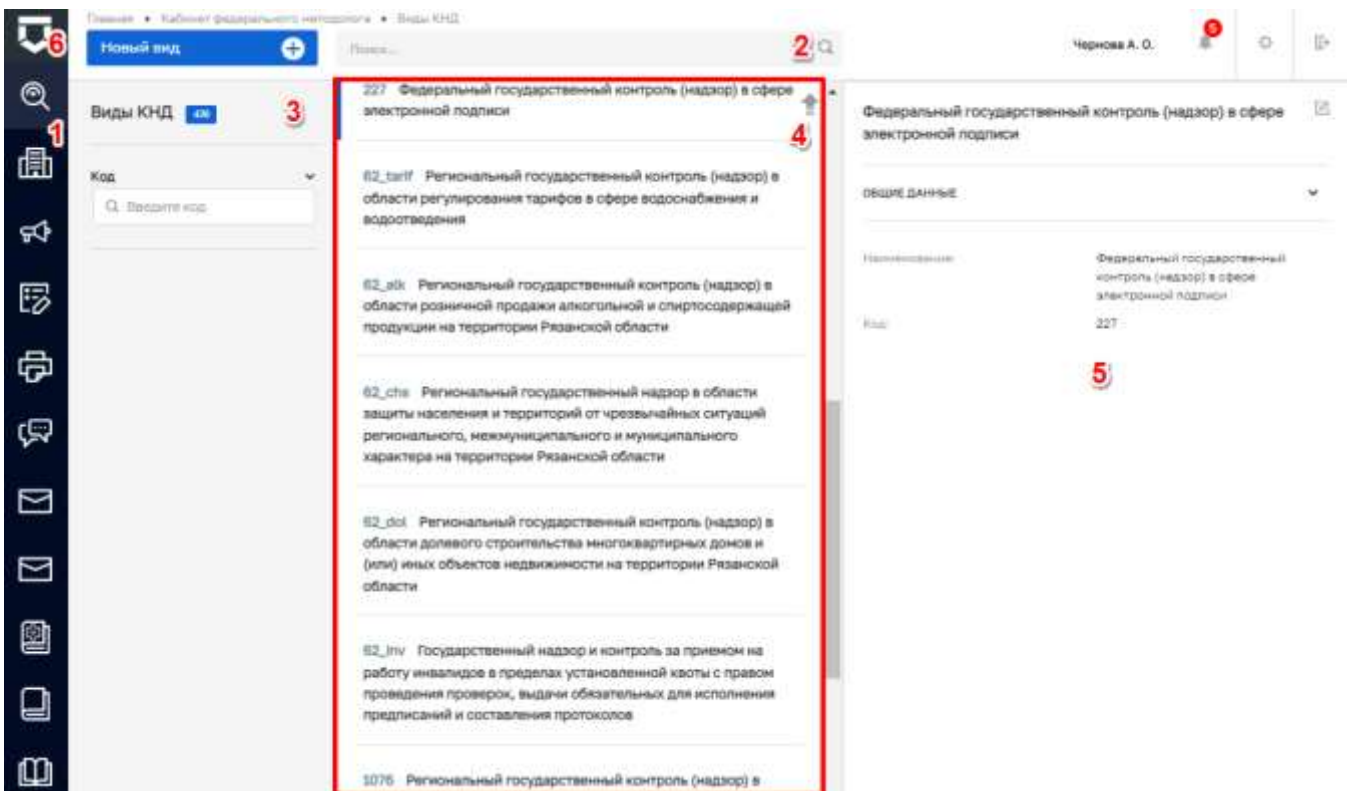 Главная • Кабинет федерального методолога • Виды КНД
6
Новый вид
Поиск...
2
Чернова А. О.
5
1
Виды КНД
3
Код
Введите код
227 Федеральный государственный контроль (надзор) в сфере
электронной подписи
4
62_tarif Региональный государственный контроль (надзор) в
области регулирования тарифов в сфере водоснабжения и
водоотведения
62_alk Региональный государственный контроль (надзор) в
области розничной продажи алкогольной и спиртосодержащей
продукции на территории Рязанской области
62_chs Региональный государственный надзор в области
защиты населения и территорий от чрезвычайных ситуаций
регионального, межмуниципального и муниципального
характера на территории Рязанской области
62_dol Региональный государственный контроль (надзор) в
области долевого строительства многоквартирных домов и
(или) иных объектов недвижимости на территории Рязанской
области
62_inv Государственный надзор и контроль за приемом на
работу инвалидов в пределах установленной квоты с правом
проведения проверок, выдачи обязательных для исполнения
предписаний и составления протоколов
1076 Региональный государственный контроль (надзор) в
Федеральный государственный контроль (надзор) в сфере
электронной подписи
ОБЩИЕ ДАННЫЕ
Наименование:
Федеральный государственный
контроль (надзор) в сфере
электронной подписи
Код:
227
5